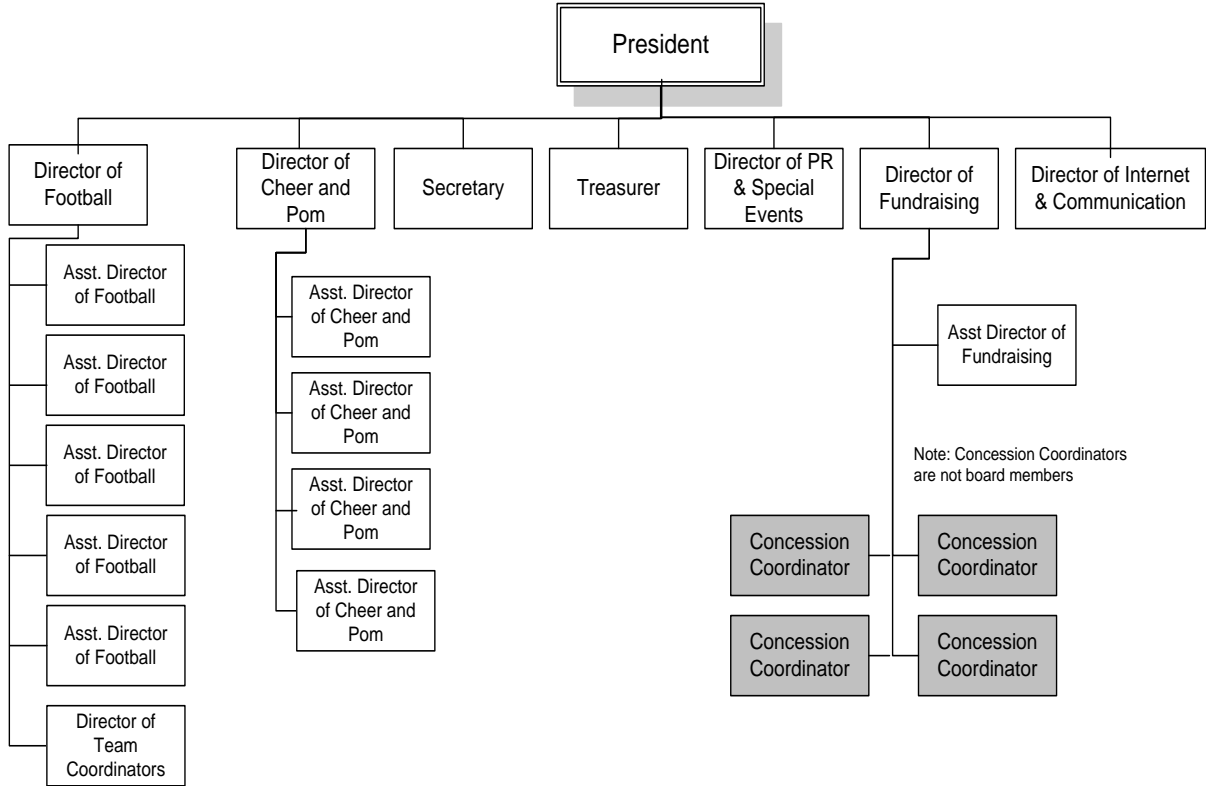 President
Director of
Football
Director of
Cheer and
Pom
Secretary
Treasurer
Director of PR
& Special
Events
Director of
Fundraising
Director of Internet
& Communication
Asst. Director
of Football
Asst. Director
of Football
Asst. Director
of Football
Asst. Director
of Football
Asst. Director
of Football
Director of
Team
Coordinators
Asst. Director
of Cheer and
Pom
Asst. Director
of Cheer and
Pom
Asst. Director
of Cheer and
Pom
Asst. Director
of Cheer and
Pom
Asst Director of
Fundraising
Note: Concession Coordinators
are not board members
Concession
Coordinator
Concession
Coordinator
Concession
Coordinator
Concession
Coordinator